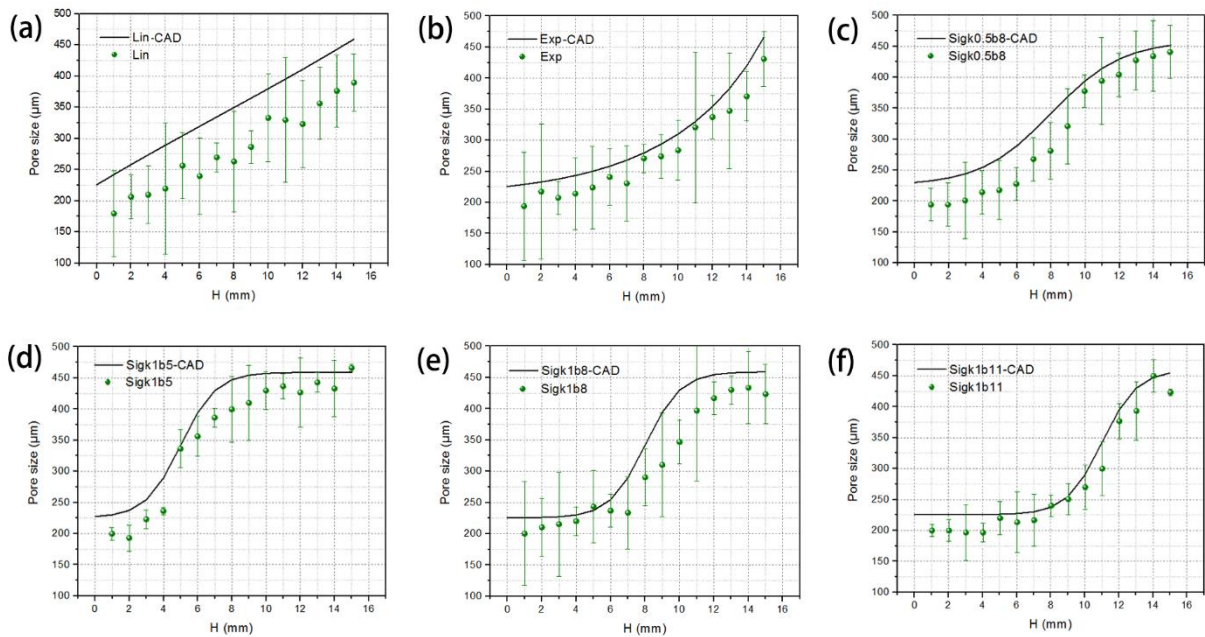 (a)
Lin-CAD
Lin
Pore size (µm)
500
450
400
350
300
250
200
150
100
0 2 4 6 8 10 12 14 16
H (mm)
(b)
Exp-CAD
Exp
Pore size (µm)
500
450
400
350
300
250
200
150
100
0 2 4 6 8 10 12 14 16
H (mm)
(c)
Sigk0.5b8-CAD
Sigk0.5b8
Pore size (µm)
500
450
400
350
300
250
200
150
100
0 2 4 6 8 10 12 14 16
H (mm)
(d)
Sigk1b5-CAD
Sigk1b5
Pore size (µm)
500
450
400
350
300
250
200
150
100
0 2 4 6 8 10 12 14 16
H (mm)
(e)
Sigk1b8-CAD
Sigk1b8
Pore size (µm)
500
450
400
350
300
250
200
150
100
0 2 4 6 8 10 12 14 16
H (mm)
(f)
Sigk1b11-CAD
Sigk1b11
Pore size (µm)
500
450
400
350
300
250
200
150
100
0 2 4 6 8 10 12 14 16
H (mm)